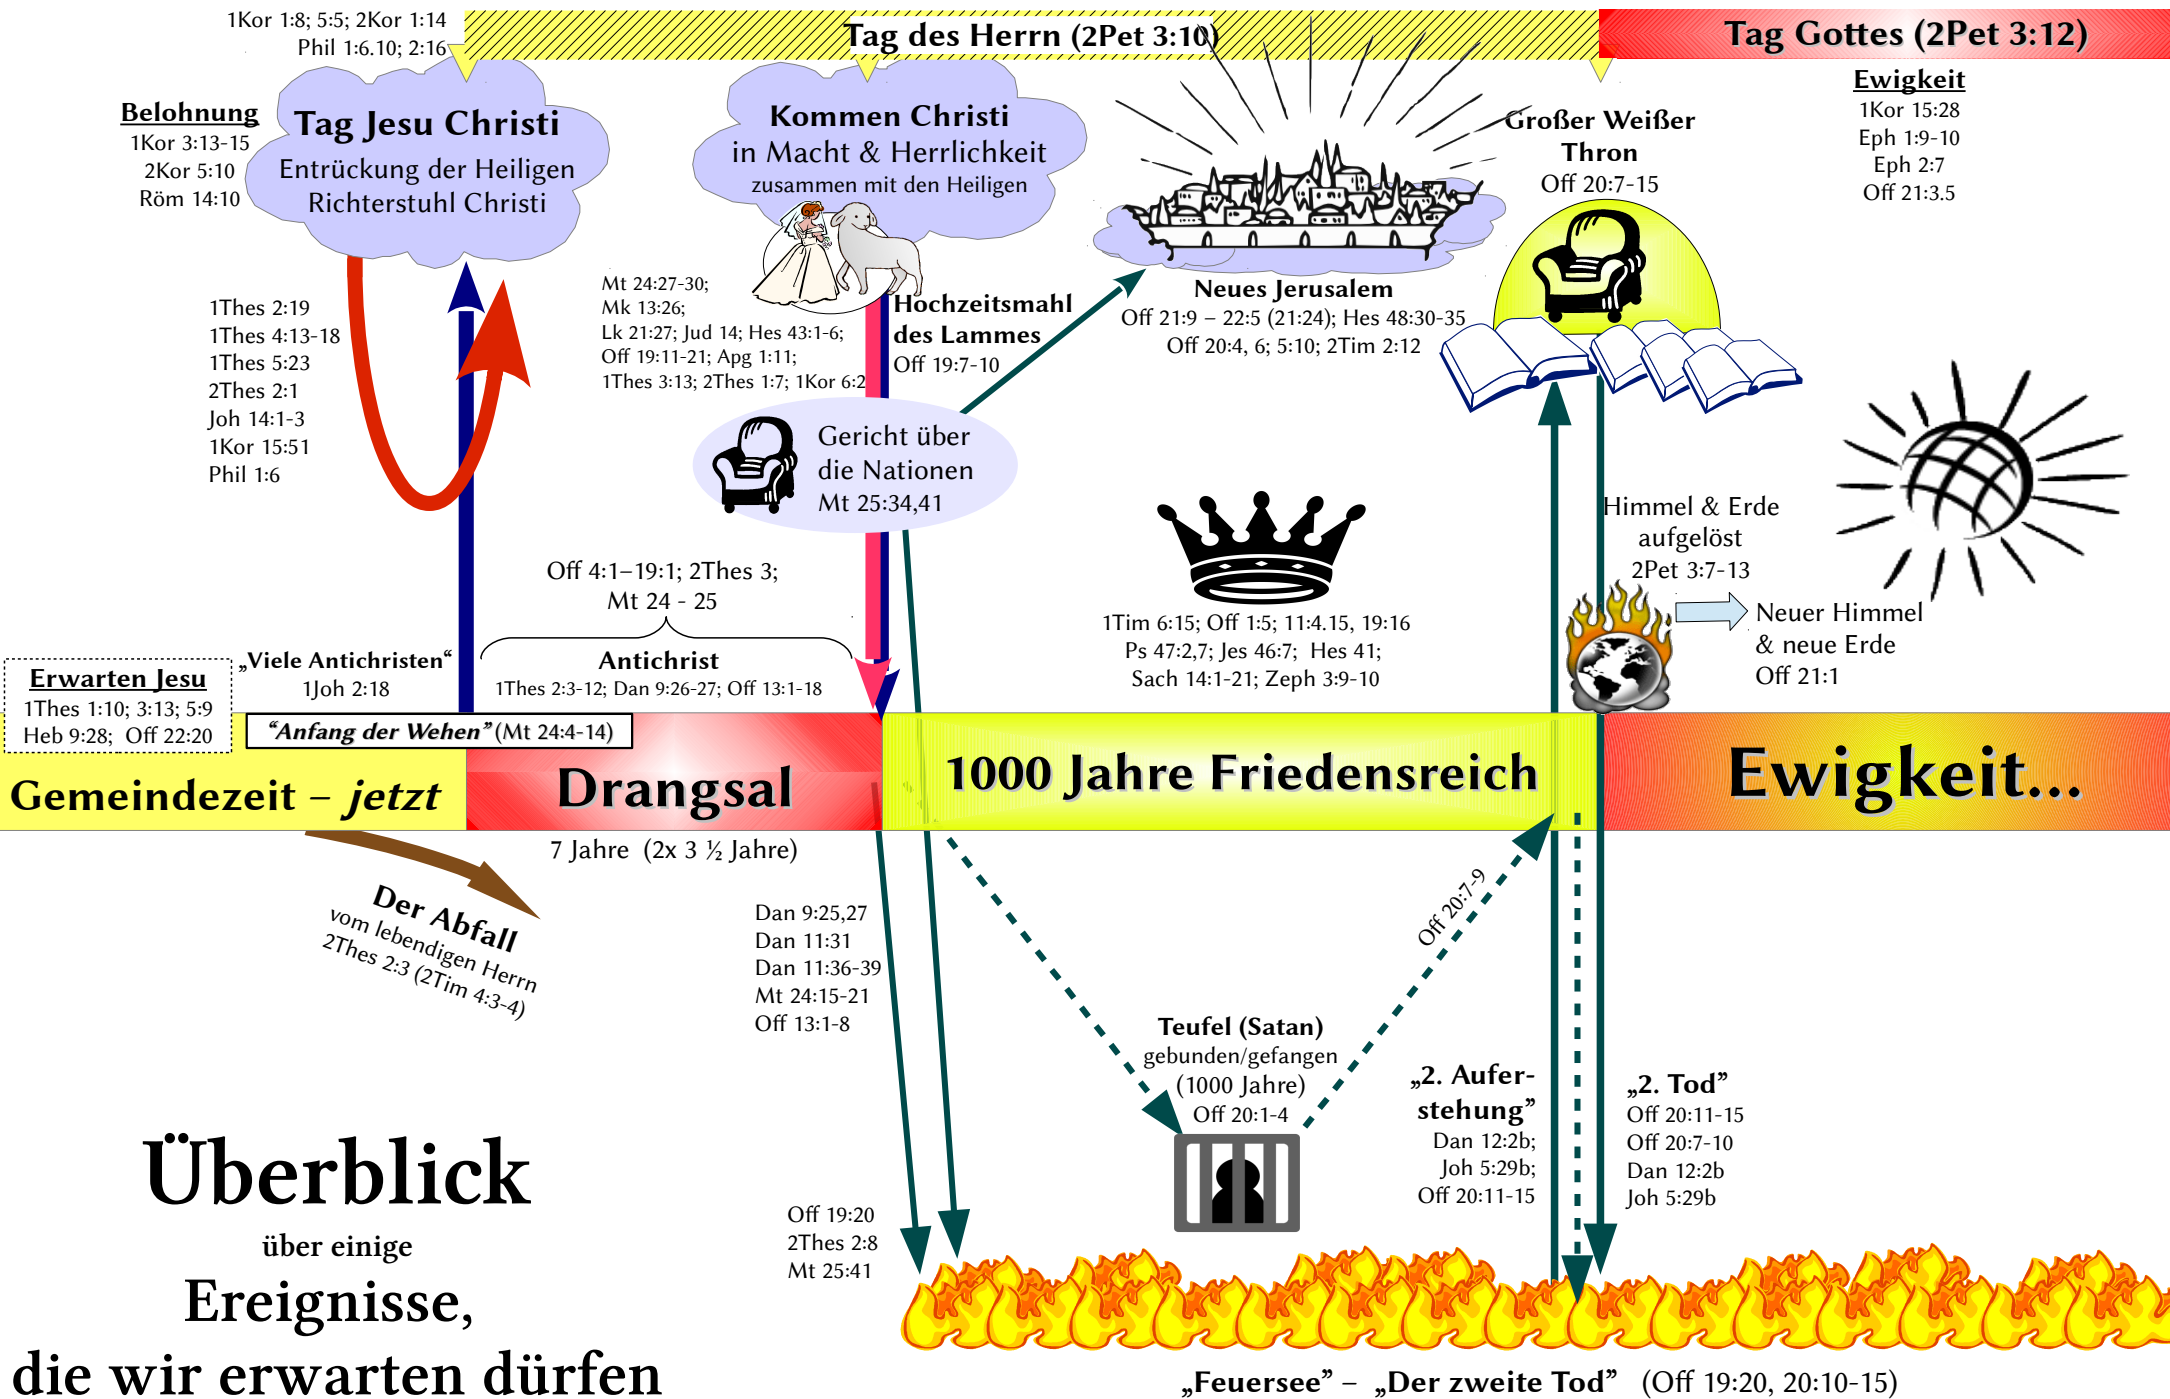 1Kor 1:8; 5:5; 2Kor 1:14
Phil 1:6.10; 2:16
Tag des Herrn (2Pet 3:10)
Tag Gottes (2Pet 3:12)
Belohnung
1Kor 3:13-15
2Kor 5:10
Röm 14:10
Tag Jesu Christi
Entrückung der Heiligen
Richterstuhl Christi
Kommen Christi
in Macht & Herrlichkeit
zusammen mit den Heiligen
Großer Weißer
Thron
Off 20:7-15
Ewigkeit
1Kor 15:28
Eph 1:9-10
Eph 2:7
Off 21:3.5
1Thes 2:19
1Thes 4:13-18
1Thes 5:23
2Thes 2:1
Joh 14:1-3
1Kor 15:51
Phil 1:6
Mt 24:27-30;
Mk 13:26;
Lk 21:27; Jud 14; Hes 43:1-6;
Off 19:11-21; Apg 1:11;
1Thes 3:13; 2Thes 1:7; 1Kor 6:2
Hochzeitsmahl
des Lammes
Off 19:7-10
Neues Jerusalem
Off 21:9 – 22:5 (21:24); Hes 48:30-35
Off 20:4, 6; 5:10; 2Tim 2:12
Gericht über
die Nationen
Mt 25:34,41
Off 4:1–19:1; 2Thes 3;
Mt 24 - 25
1Tim 6:15; Off 1:5; 11:4.15, 19:16
Ps 47:2,7; Jes 46:7; Hes 41;
Sach 14:1-21; Zeph 3:9-10
Himmel & Erde
aufgelöst
2Pet 3:7-13
Neuer Himmel
& neue Erde
Off 21:1
Erwarten Jesu
1Thes 1:10; 3:13; 5:9
Heb 9:28; Off 22:20
„Viele Antichristen“
1Joh 2:18
Antichrist
1Thes 2:3-12; Dan 9:26-27; Off 13:1-18
“Anfang der Wehen” (Mt 24:4-14)
Gemeindezeit – jetzt
Drangsal
1000 Jahre Friedensreich
Ewigkeit...
7 Jahre (2x 3 ½ Jahre)
Der Abfall
vom lebendigen Herrn
2Thes 2:3 (2Tim 4:3-4)
Dan 9:25,27
Dan 11:31
Dan 11:36-39
Mt 24:15-21
Off 13:1-8
Off 20:7-9
Teufel (Satan)
gebunden/gefangen
(1000 Jahre)
Off 20:1-4
„2. Aufer-
stehung”
Dan 12:2b;
Joh 5:29b;
Off 20:11-15
„2. Tod”
Off 20:11-15
Off 20:7-10
Dan 12:2b
Joh 5:29b
Off 19:20
2Thes 2:8
Mt 25:41
Überblick
über einige
Ereignisse,
die wir erwarten dürfen
„Feuersee” – „Der zweite Tod” (Off 19:20, 20:10-15)